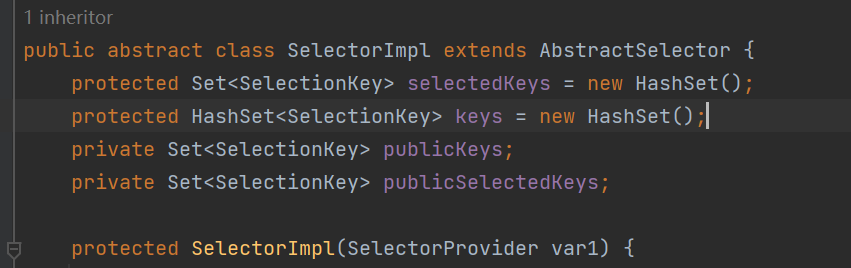 1 inheritor
public abstract class SelectorImpl extends AbstractSelector {
    protected Set<SelectionKey> selectedKeys = new HashSet();
    protected HashSet<SelectionKey> keys = new HashSet();
    private Set<SelectionKey> publicKeys;
    private Set<SelectionKey> publicSelectedKeys;
    protected SelectorImpl(SelectorProvider var1) {